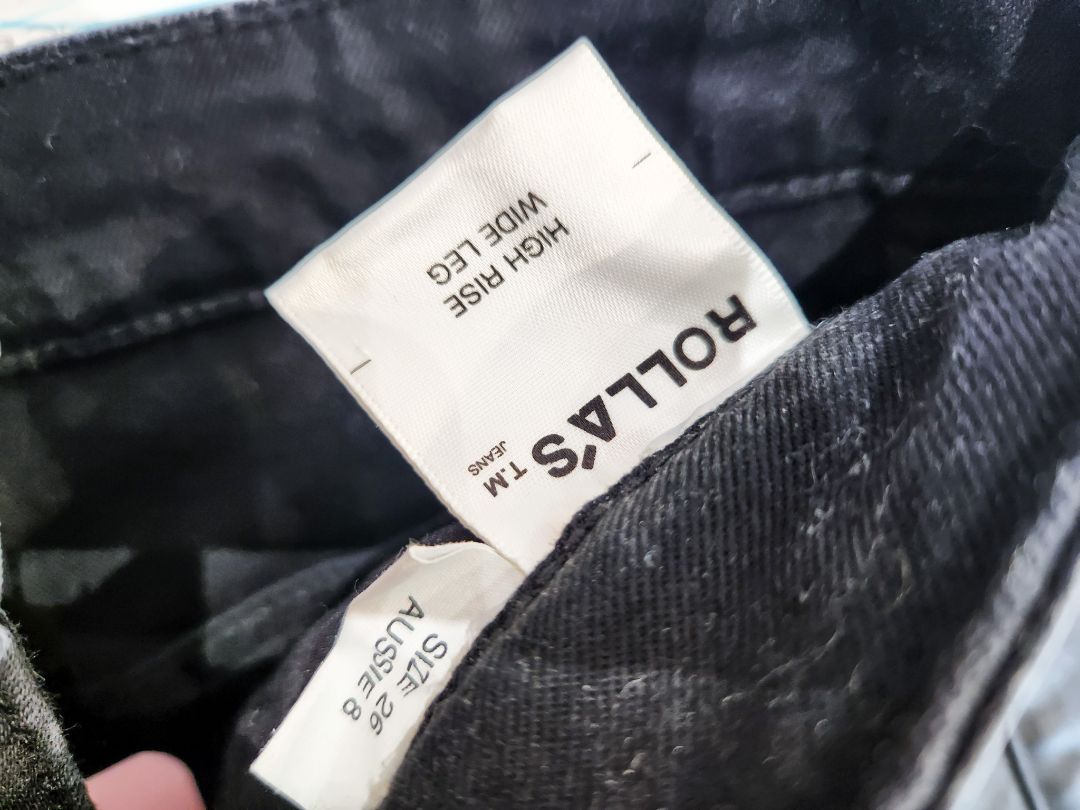 ROLLA'S T.M
JEANS
HIGH RISE
WIDE LEG
SIZE 26
AUSSIE 8